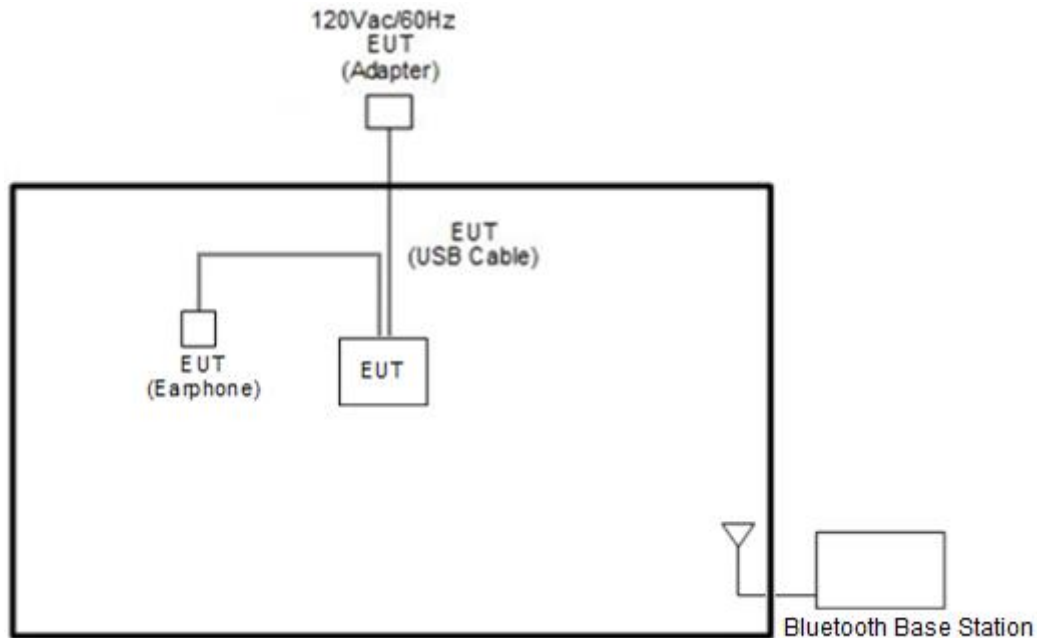 120Vac/60Hz
EUT
(Adapter)
EUT
(USB Cable)
EUT
(Earphone)
EUT
Bluetooth Base Station